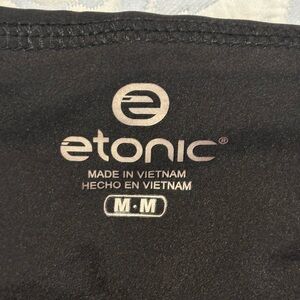 e
etonic®
MADE IN VIETNAM
HECHO EN VIETNAM
M•M